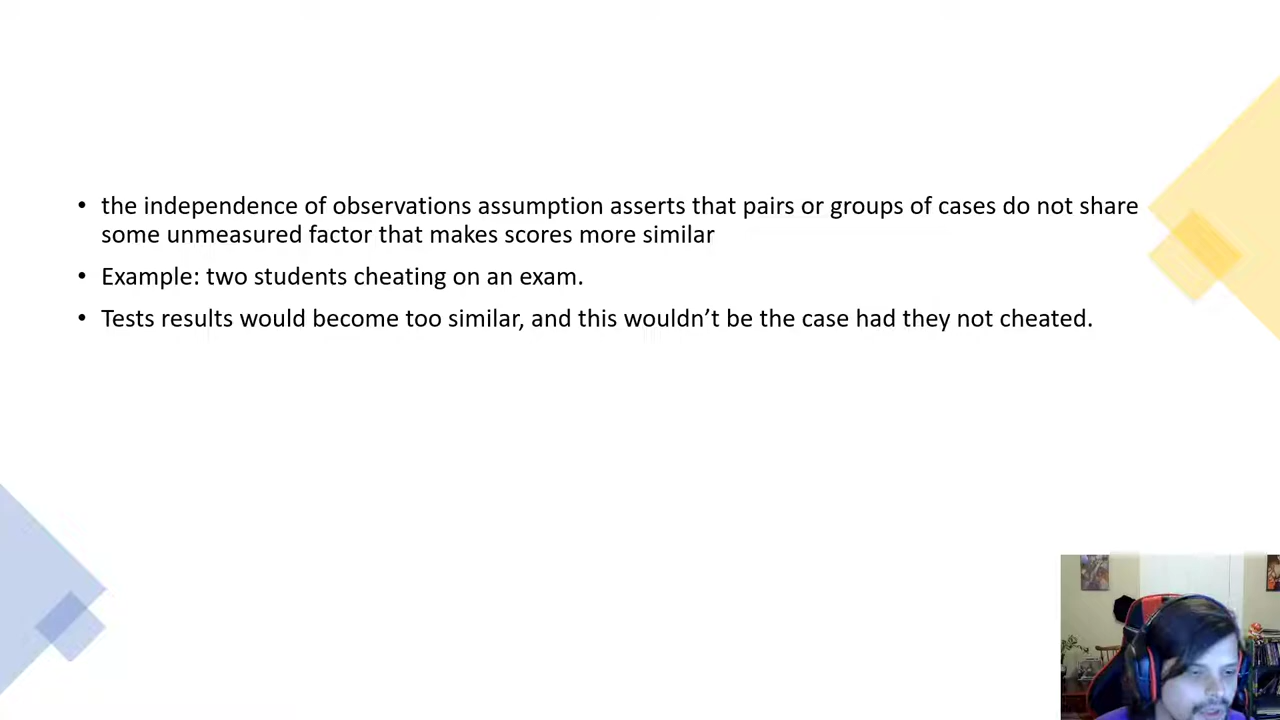 • the independence of observations assumption asserts that pairs or groups of cases do not share
some unmeasured factor that makes scores more similar
• Example: two students cheating on an exam.
• Tests results would become too similar, and this wouldn’t be the case had they not cheated.